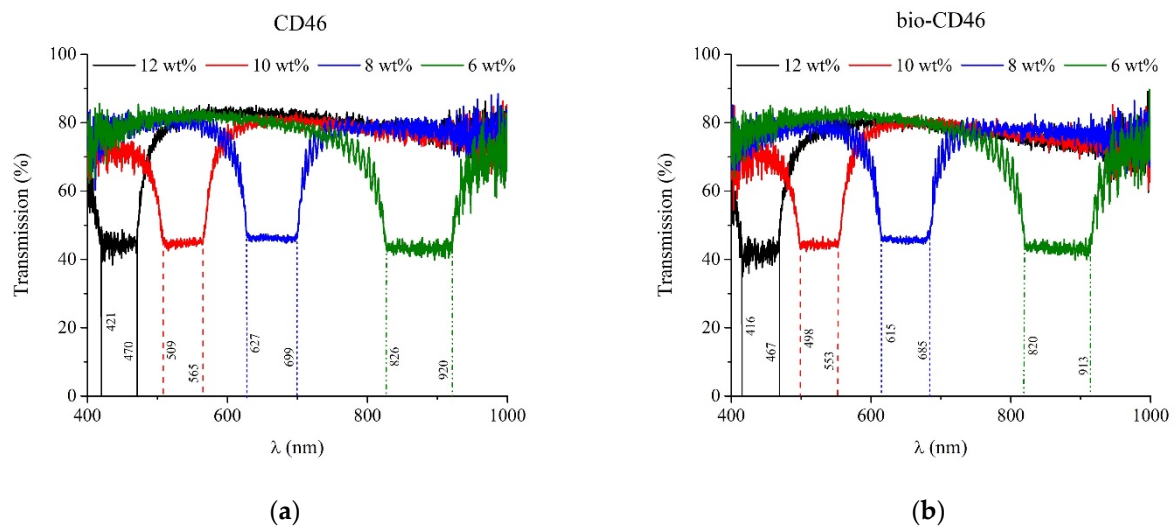 CD46
100
80
60
40
20
0
Transmission (%)
12 wt% 10 wt% 8 wt% 6 wt%
421
470
509
565
627
699
826
920
400 600 800 1000
λ (nm)
(a)
bio-CD46
100
80
60
40
20
0
Transmission (%)
12 wt% 10 wt% 8 wt% 6 wt%
416
467
498
553
615
685
820
913
400 600 800 1000
λ (nm)
(b)